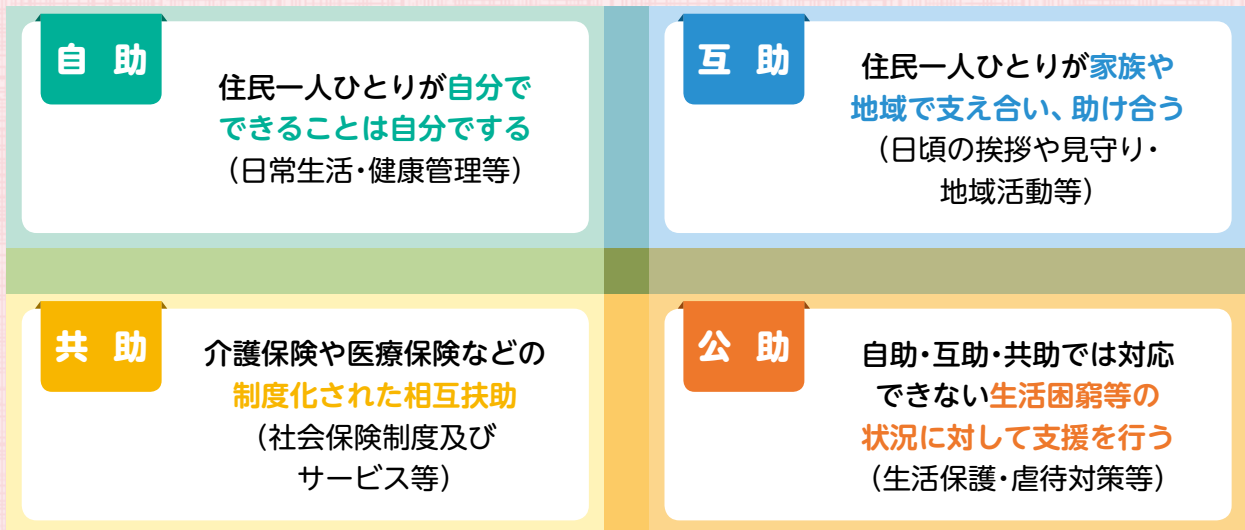 自助
住民一人ひとりが自分で
できることは自分でする
（日常生活・健康管理等）
互助
住民一人ひとりが家族や
地域で支え合い、助け合う
（日頃の挨拶や見守り・
地域活動等）
共助
介護保険や医療保険などの
制度化された相互扶助
（社会保険制度及び
サービス等）
公助
自助・互助・共助では対応
できない生活困窮等の
状況に対して支援を行う
（生活保護・虐待対策等）